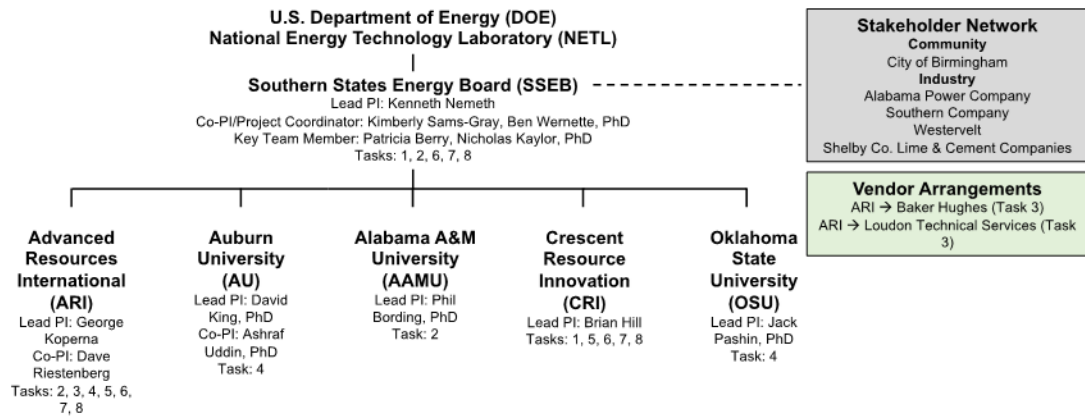 U.S. Department of Energy (DOE)
National Energy Technology Laboratory (NETL)
Southern States Energy Board (SSEB)
Lead PI: Kenneth Nemeth
Co-PI/Project Coordinator: Kimberly Sams-Gray, Ben Wernette, PhD
Key Team Member: Patricia Berry, Nicholas Kaylor, PhD
Tasks: 1, 2, 6, 7, 8
Stakeholder Network
Community
City of Birmingham
Industry
Alabama Power Company
Southern Company
Westervelt
Shelby Co. Lime & Cement Companies
Vendor Arrangements
ARI → Baker Hughes (Task 3)
ARI → Loudon Technical Services (Task
3)
Advanced
Resources
International
(ARI)
Lead PI: George
Koperna
Co-PI: Dave
Riestenberg
Tasks: 2, 3, 4, 5, 6,
7, 8
Auburn
University
(AU)
Lead PI: David
King, PhD
Co-PI: Ashraf
Uddin, PhD
Task: 4
Alabama A&M
University
(AAMU)
Lead PI: Phil
Bording, PhD
Task: 2
Crescent
Resource
Innovation
(CRI)
Lead PI: Brian Hill
Tasks: 1, 5, 6, 7, 8
Oklahoma
State
University
(OSU)
Lead PI: Jack
Pashin, PhD
Task: 4